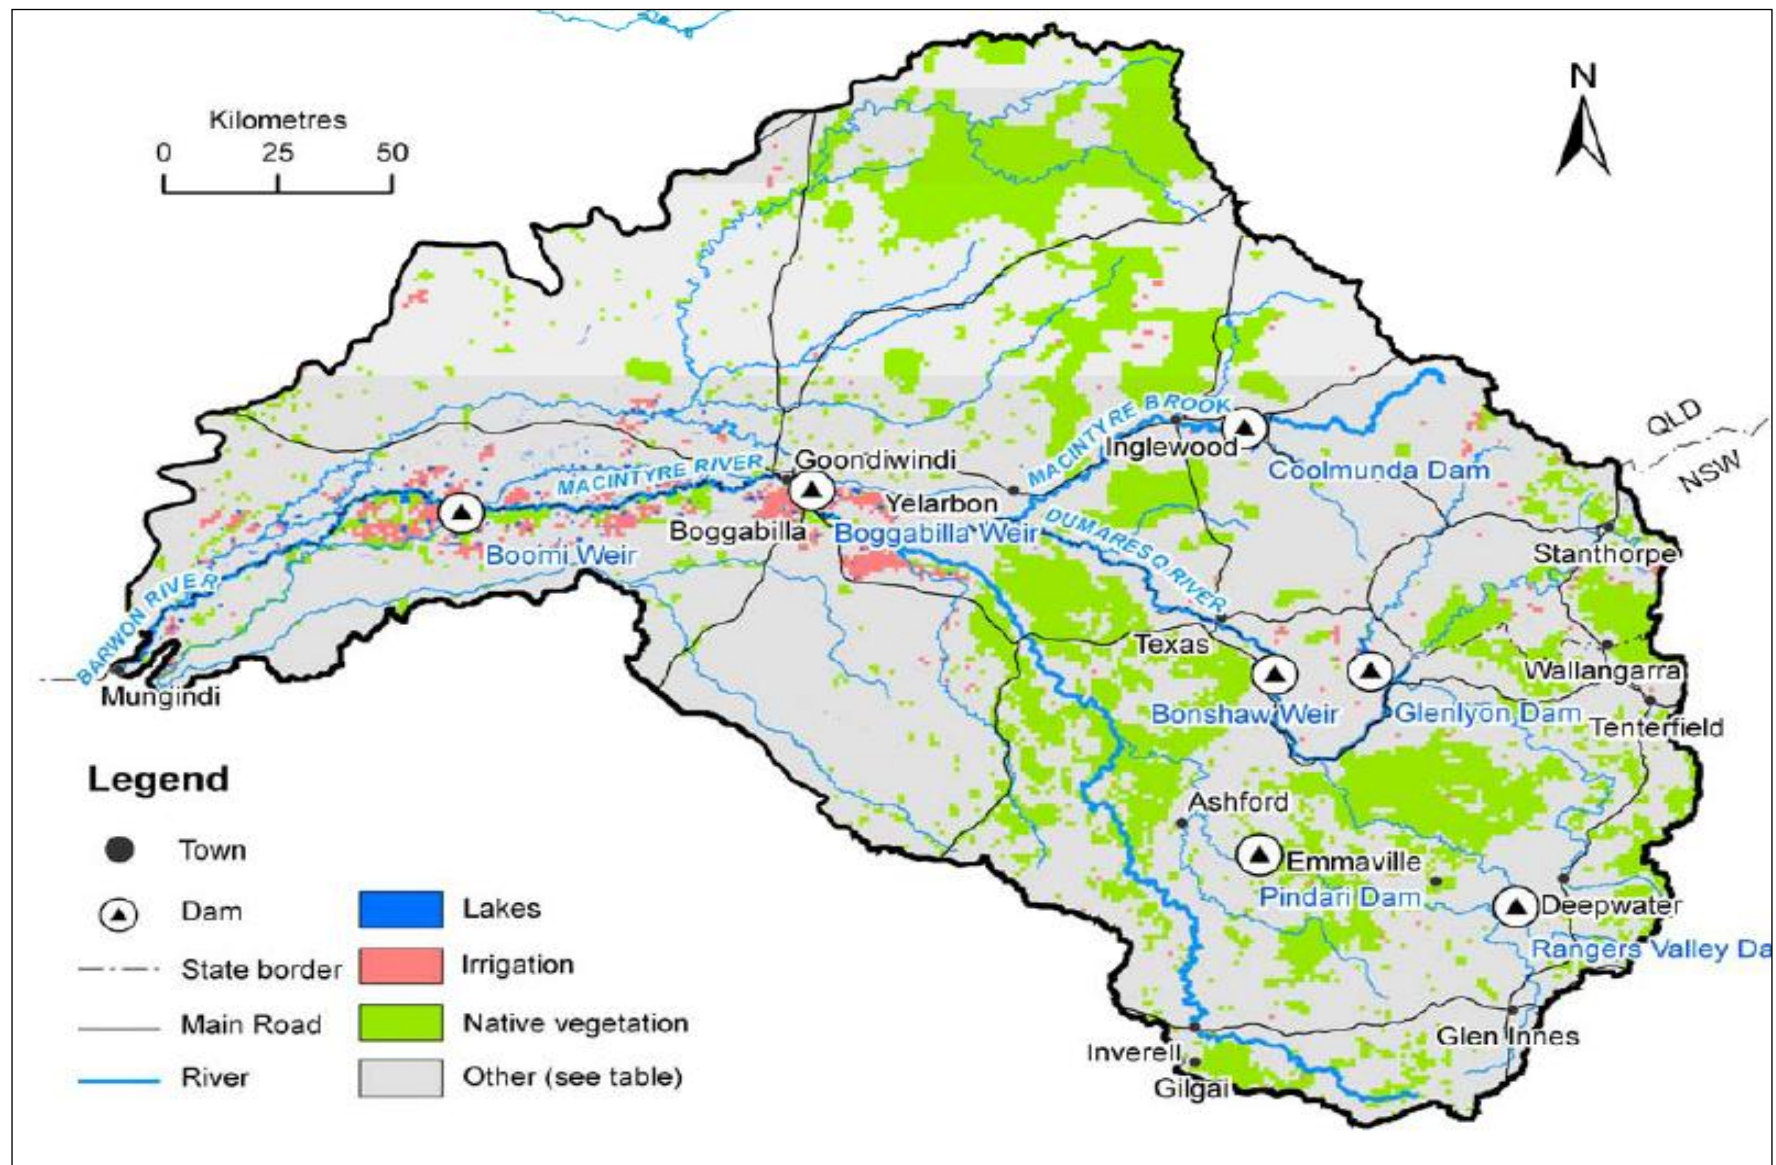 N
Kilometres
0 25 50
QLD
NSW
MACINTYRE BROOK
Inglewood
Coolmunda Dam
Goondiwindi
MACINTYRE RIVER
Yelarbon
Boggabilla
Boggabilla Weir
DUMARESQ RIVER
Boomi Weir
Stanthorpe
BARWON RIVER
Texas
Wallangarra
Mungindi
Bonshaw Weir
Glenlyon Dam
Tenterfield
Ashford
Emmaville
Pindari Dam
Deepwater
Rangers Valley Da
Glen Innes
Inverell
Gilgai
Legend
Town
Dam
State border
Main Road
River
Lakes
Irrigation
Native vegetation
Other (see table)